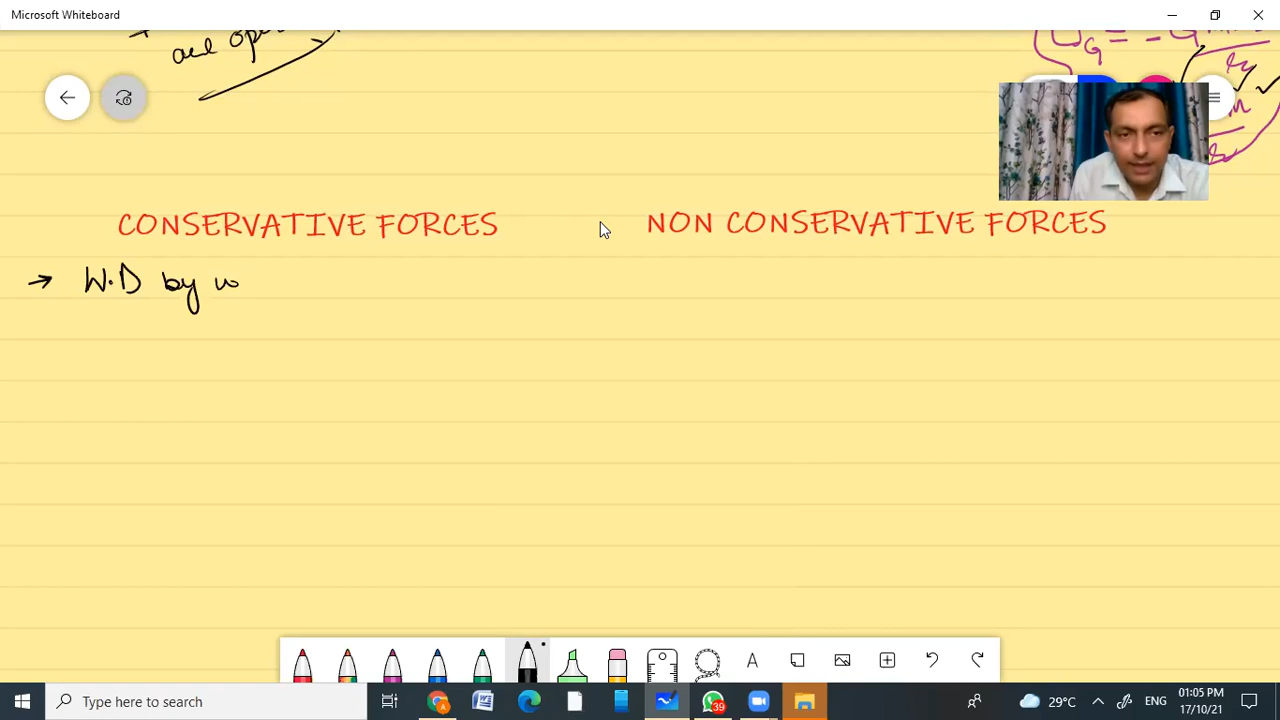 Microsoft Whiteboard
CONSERVATIVE FORCES
NON CONSERVATIVE FORCES
→ W.D by w
A
39
Type here to search
29°C
ENG
01:05 PM
17/10/21